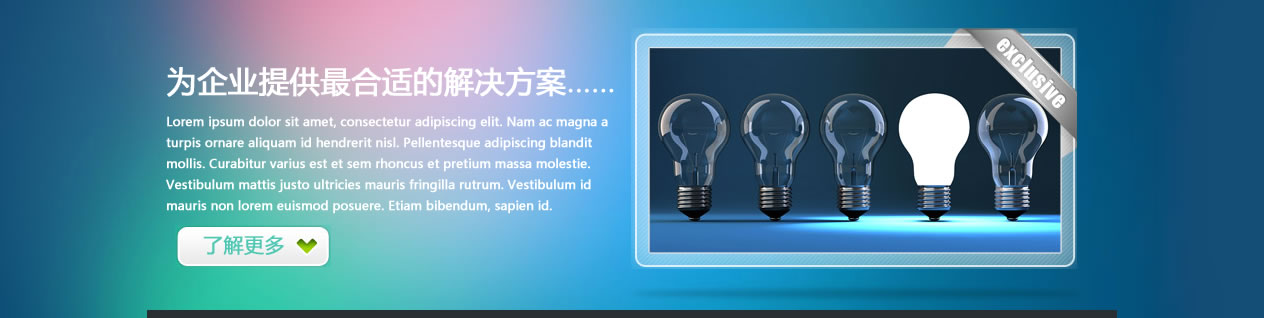 为企业提供最合适的解决方案……
Lorem ipsum dolor sit amet, consectetur adipiscing elit. Nam ac magna a
turpis ornare aliquam id hendrerit nisl. Pellentesque adipiscing blandit
mollis. Curabitur varius est et sem rhoncus et pretium massa molestie.
Vestibulum mattis justo ultricies mauris fringilla rutrum. Vestibulum id
mauris non lorem euismod posuere. Etiam bibendum, sapien id.
了解更多
exclusive